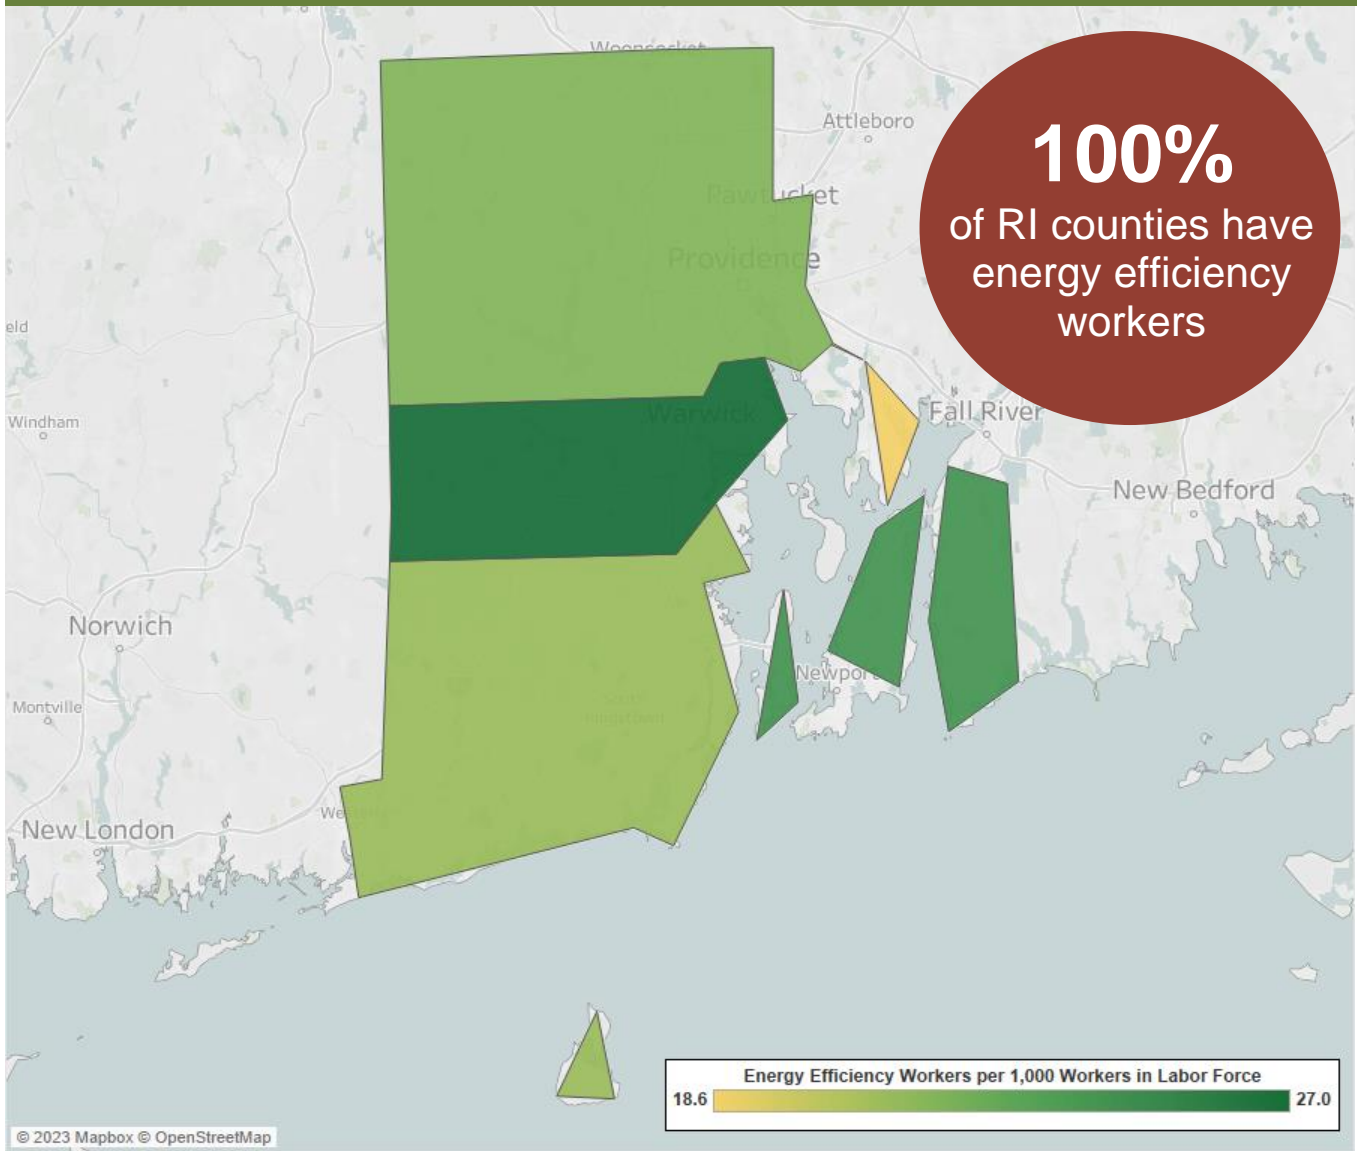 Woonsocket
100%
of RI counties have
energy efficiency
workers
Attleboro
Pawtucket
Providence
eld
Windham
Warwick
Fall River
New Bedford
Norwich
Montville
Newport
New London
Energy Efficiency Workers per 1,000 Workers in Labor Force
18.6
27.0
© 2023 Mapbox © OpenStreetMap